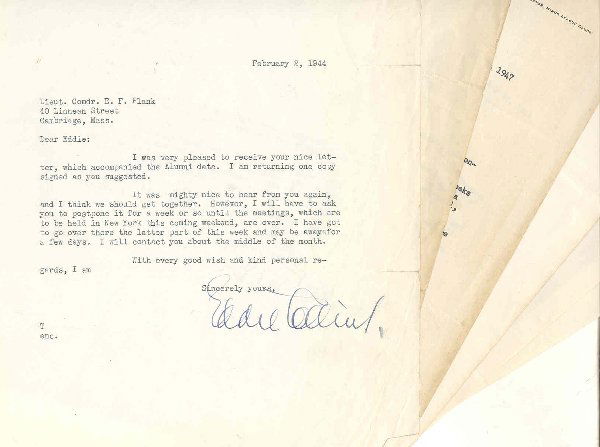 February 2, 1944
Lieut. Comdr. E. F. Flank
40 Linnean Street
Cambridge, Mass.
Dear Eddie:
I was very pleased to receive your nice let-
ter, which accompanied the Alumni data. I am returning one copy
signed as you suggested.
It was mighty nice to hear from you again,
and I think we should get together. However, I will have to ask
you to postpone it for a week or so until the meetings, which are
to be held in New York this coming weekend, are over. I have got
to go over there the latter part of this week and may be awayfor
a few days. I will contact you about the middle of the month.
With every good wish and kind personal re-
gards, I am
Sincerely yours,
Eddie Collins.
T
enc.
1947